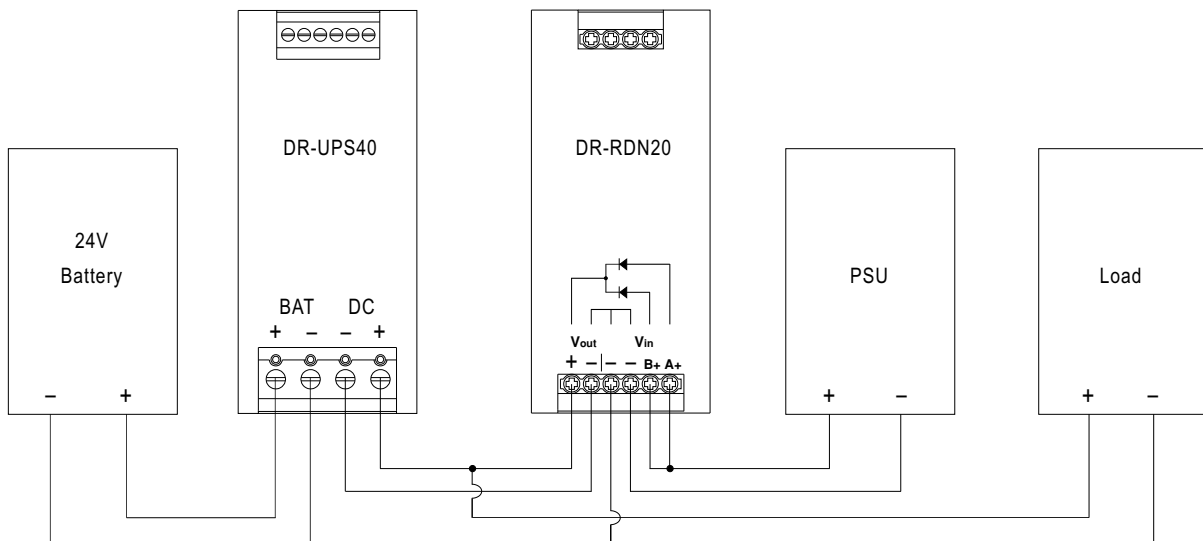 DR-UPS40
DR-RDN20
24V
Battery
PSU
Load
BAT DC
+ − − +
Vout Vin
+ − − − B+ A+
− +
+ −
+ −